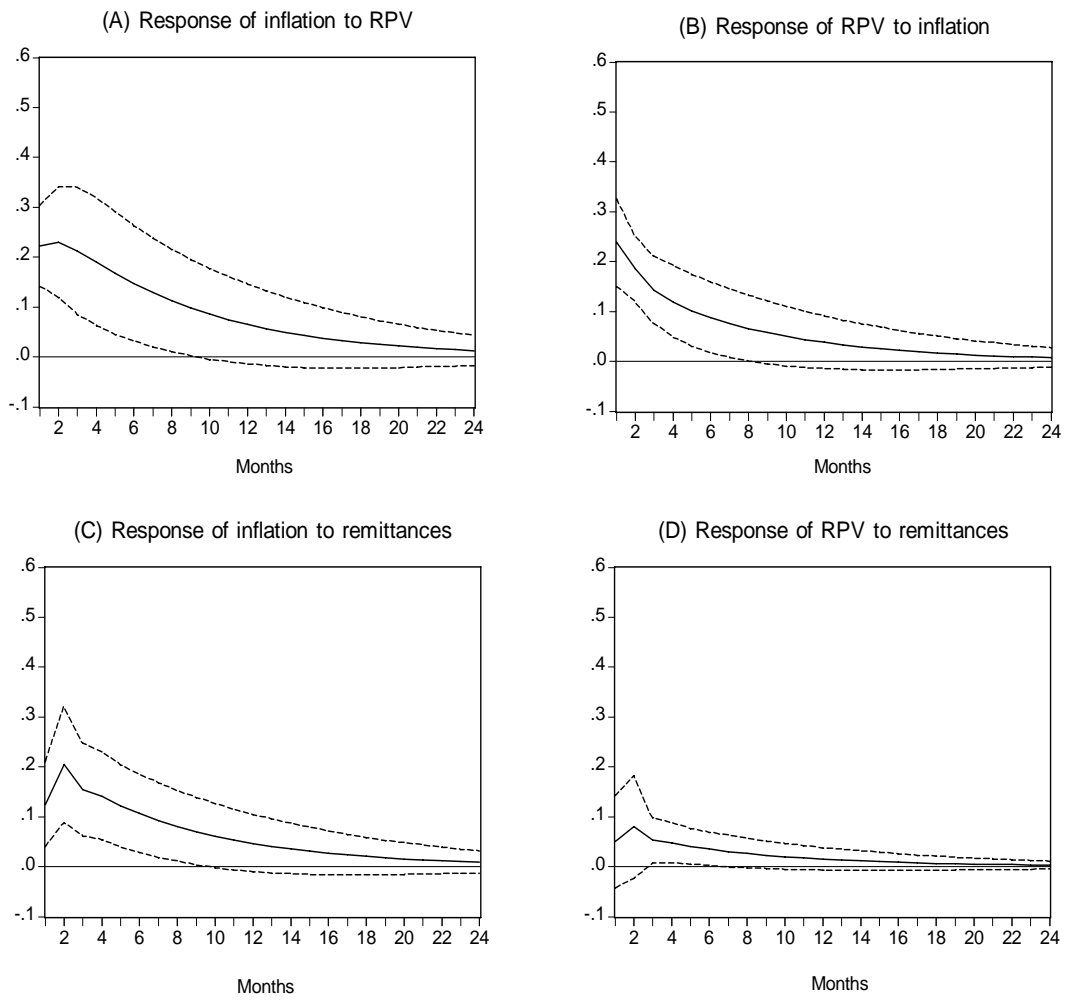 (A) Response of inflation to RPV
.6
.5
.4
.3
.2
.1
.0
-.1
2 4 6 8 10 12 14 16 18 20 22 24
Months
(B) Response of RPV to inflation
.6
.5
.4
.3
.2
.1
.0
-.1
2 4 6 8 10 12 14 16 18 20 22 24
Months
(C) Response of inflation to remittances
.6
.5
.4
.3
.2
.1
.0
-.1
2 4 6 8 10 12 14 16 18 20 22 24
Months
(D) Response of RPV to remittances
.6
.5
.4
.3
.2
.1
.0
-.1
2 4 6 8 10 12 14 16 18 20 22 24
Months